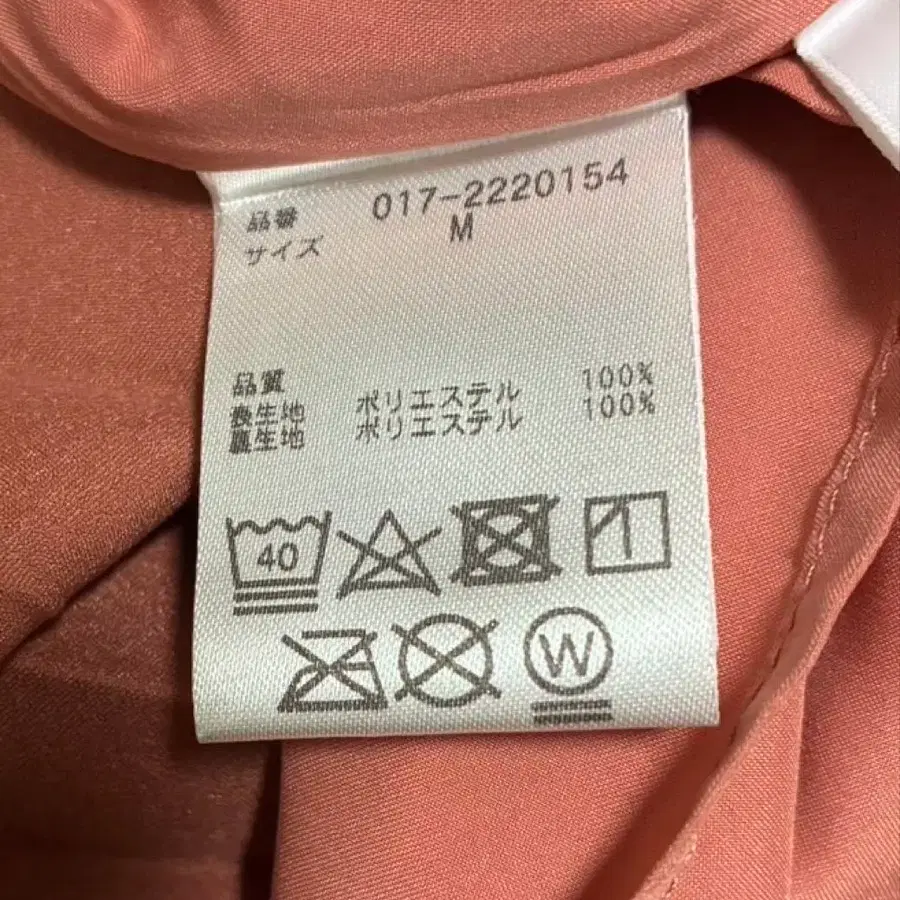 品番 017-2220154
サイズ M
品質
表生地 ポリエステル 100%
裏生地 ポリエステル 100%
40
W